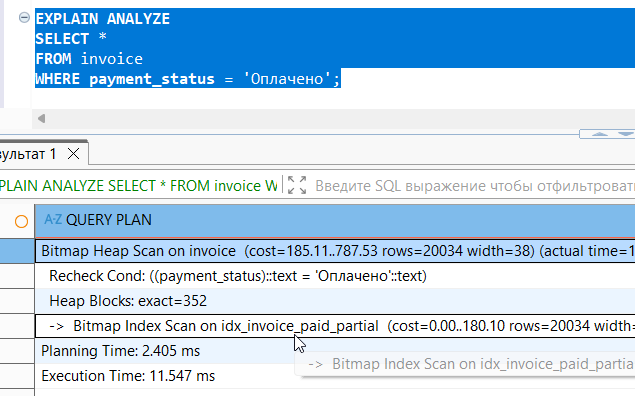 EXPLAIN ANALYZE
SELECT *
FROM invoice
WHERE payment_status = 'Оплачено';
зультат 1
PLAIN ANALYZE SELECT * FROM invoice W
Введите SQL выражение чтобы отфильтроват
A-Z QUERY PLAN
Bitmap Heap Scan on invoice (cost=185.11..787.53 rows=20034 width=38) (actual time=1
Recheck Cond: ((payment_status)::text = 'Оплачено'::text)
Heap Blocks: exact=352
-> Bitmap Index Scan on idx_invoice_paid_partial (cost=0.00..180.10 rows=20034 width=
Planning Time: 2.405 ms
-> Bitmap Index Scan on idx_invoice_paid_partia
Execution Time: 11.547 ms